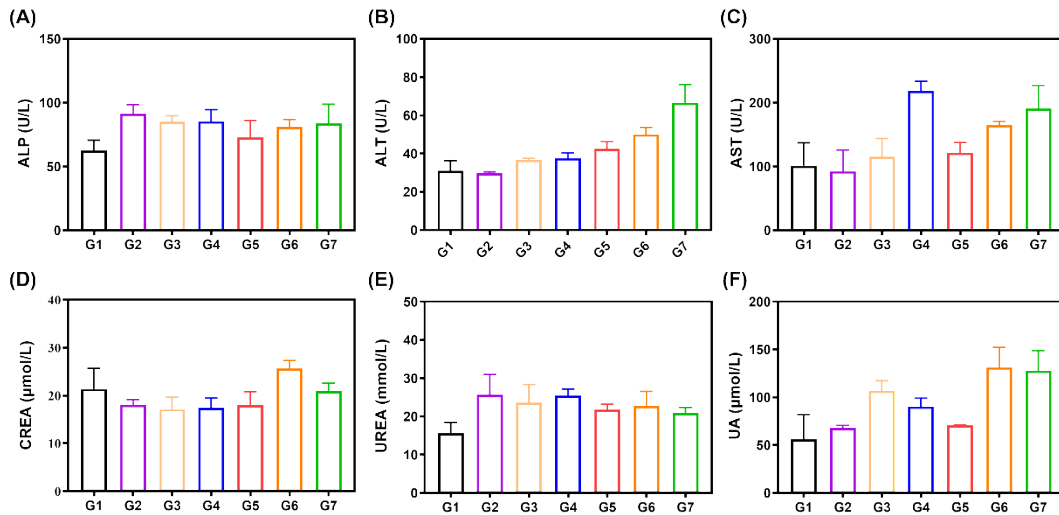 (A)
ALP (U/L)
150
100
50
0
G1 G2 G3 G4 G5 G6 G7
(B)
ALT (U/L)
100
80
60
40
20
0
G1 G2 G3 G4 G5 G6 G7
(C)
AST (U/L)
300
200
100
0
G1 G2 G3 G4 G5 G6 G7
(D)
CREA (μmol/L)
40
30
20
10
0
G1 G2 G3 G4 G5 G6 G7
(E)
UREA (mmol/L)
50
40
30
20
10
0
G1 G2 G3 G4 G5 G6 G7
(F)
UA (μmol/L)
200
150
100
50
0
G1 G2 G3 G4 G5 G6 G7